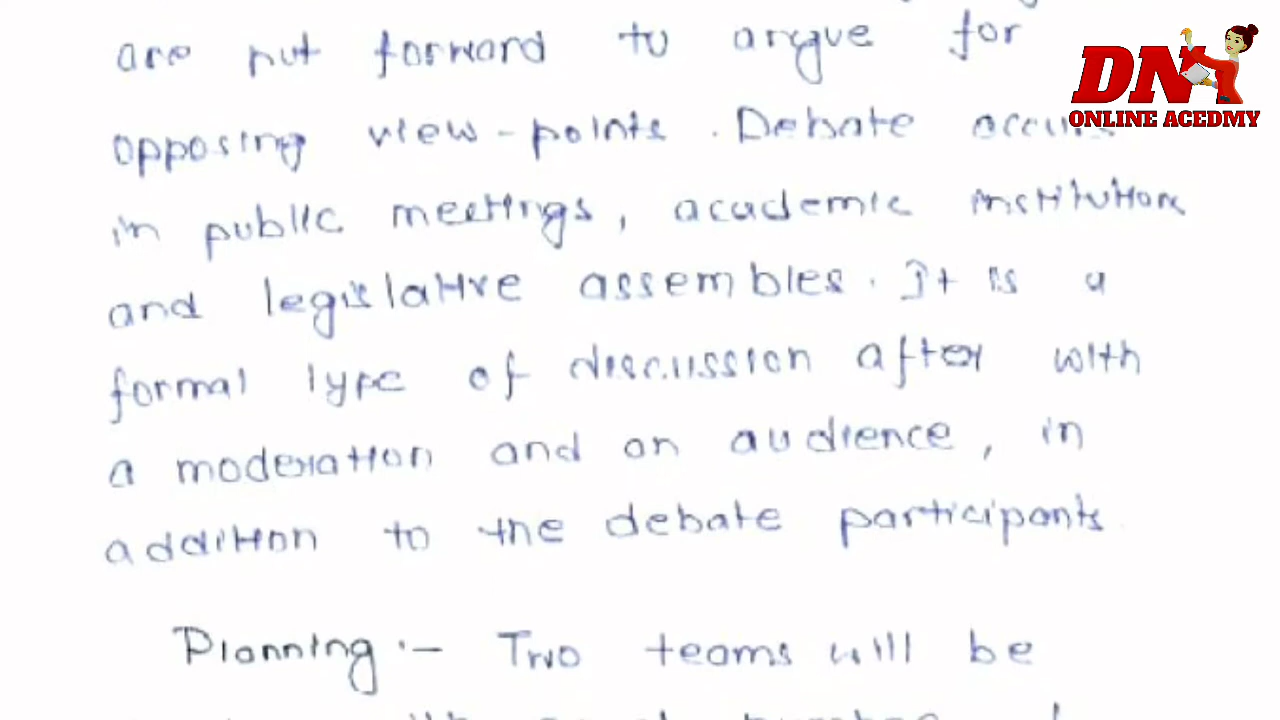 are put forward to argue for
opposing view-points. Debate occurs
in public meetings, academic institution
and legislative assembles. It is a
formal type of discussion after with
a moderation and an audience, in
addition to the debate participants
Planning :- Two teams will be
DNI
ONLINE ACEDMY